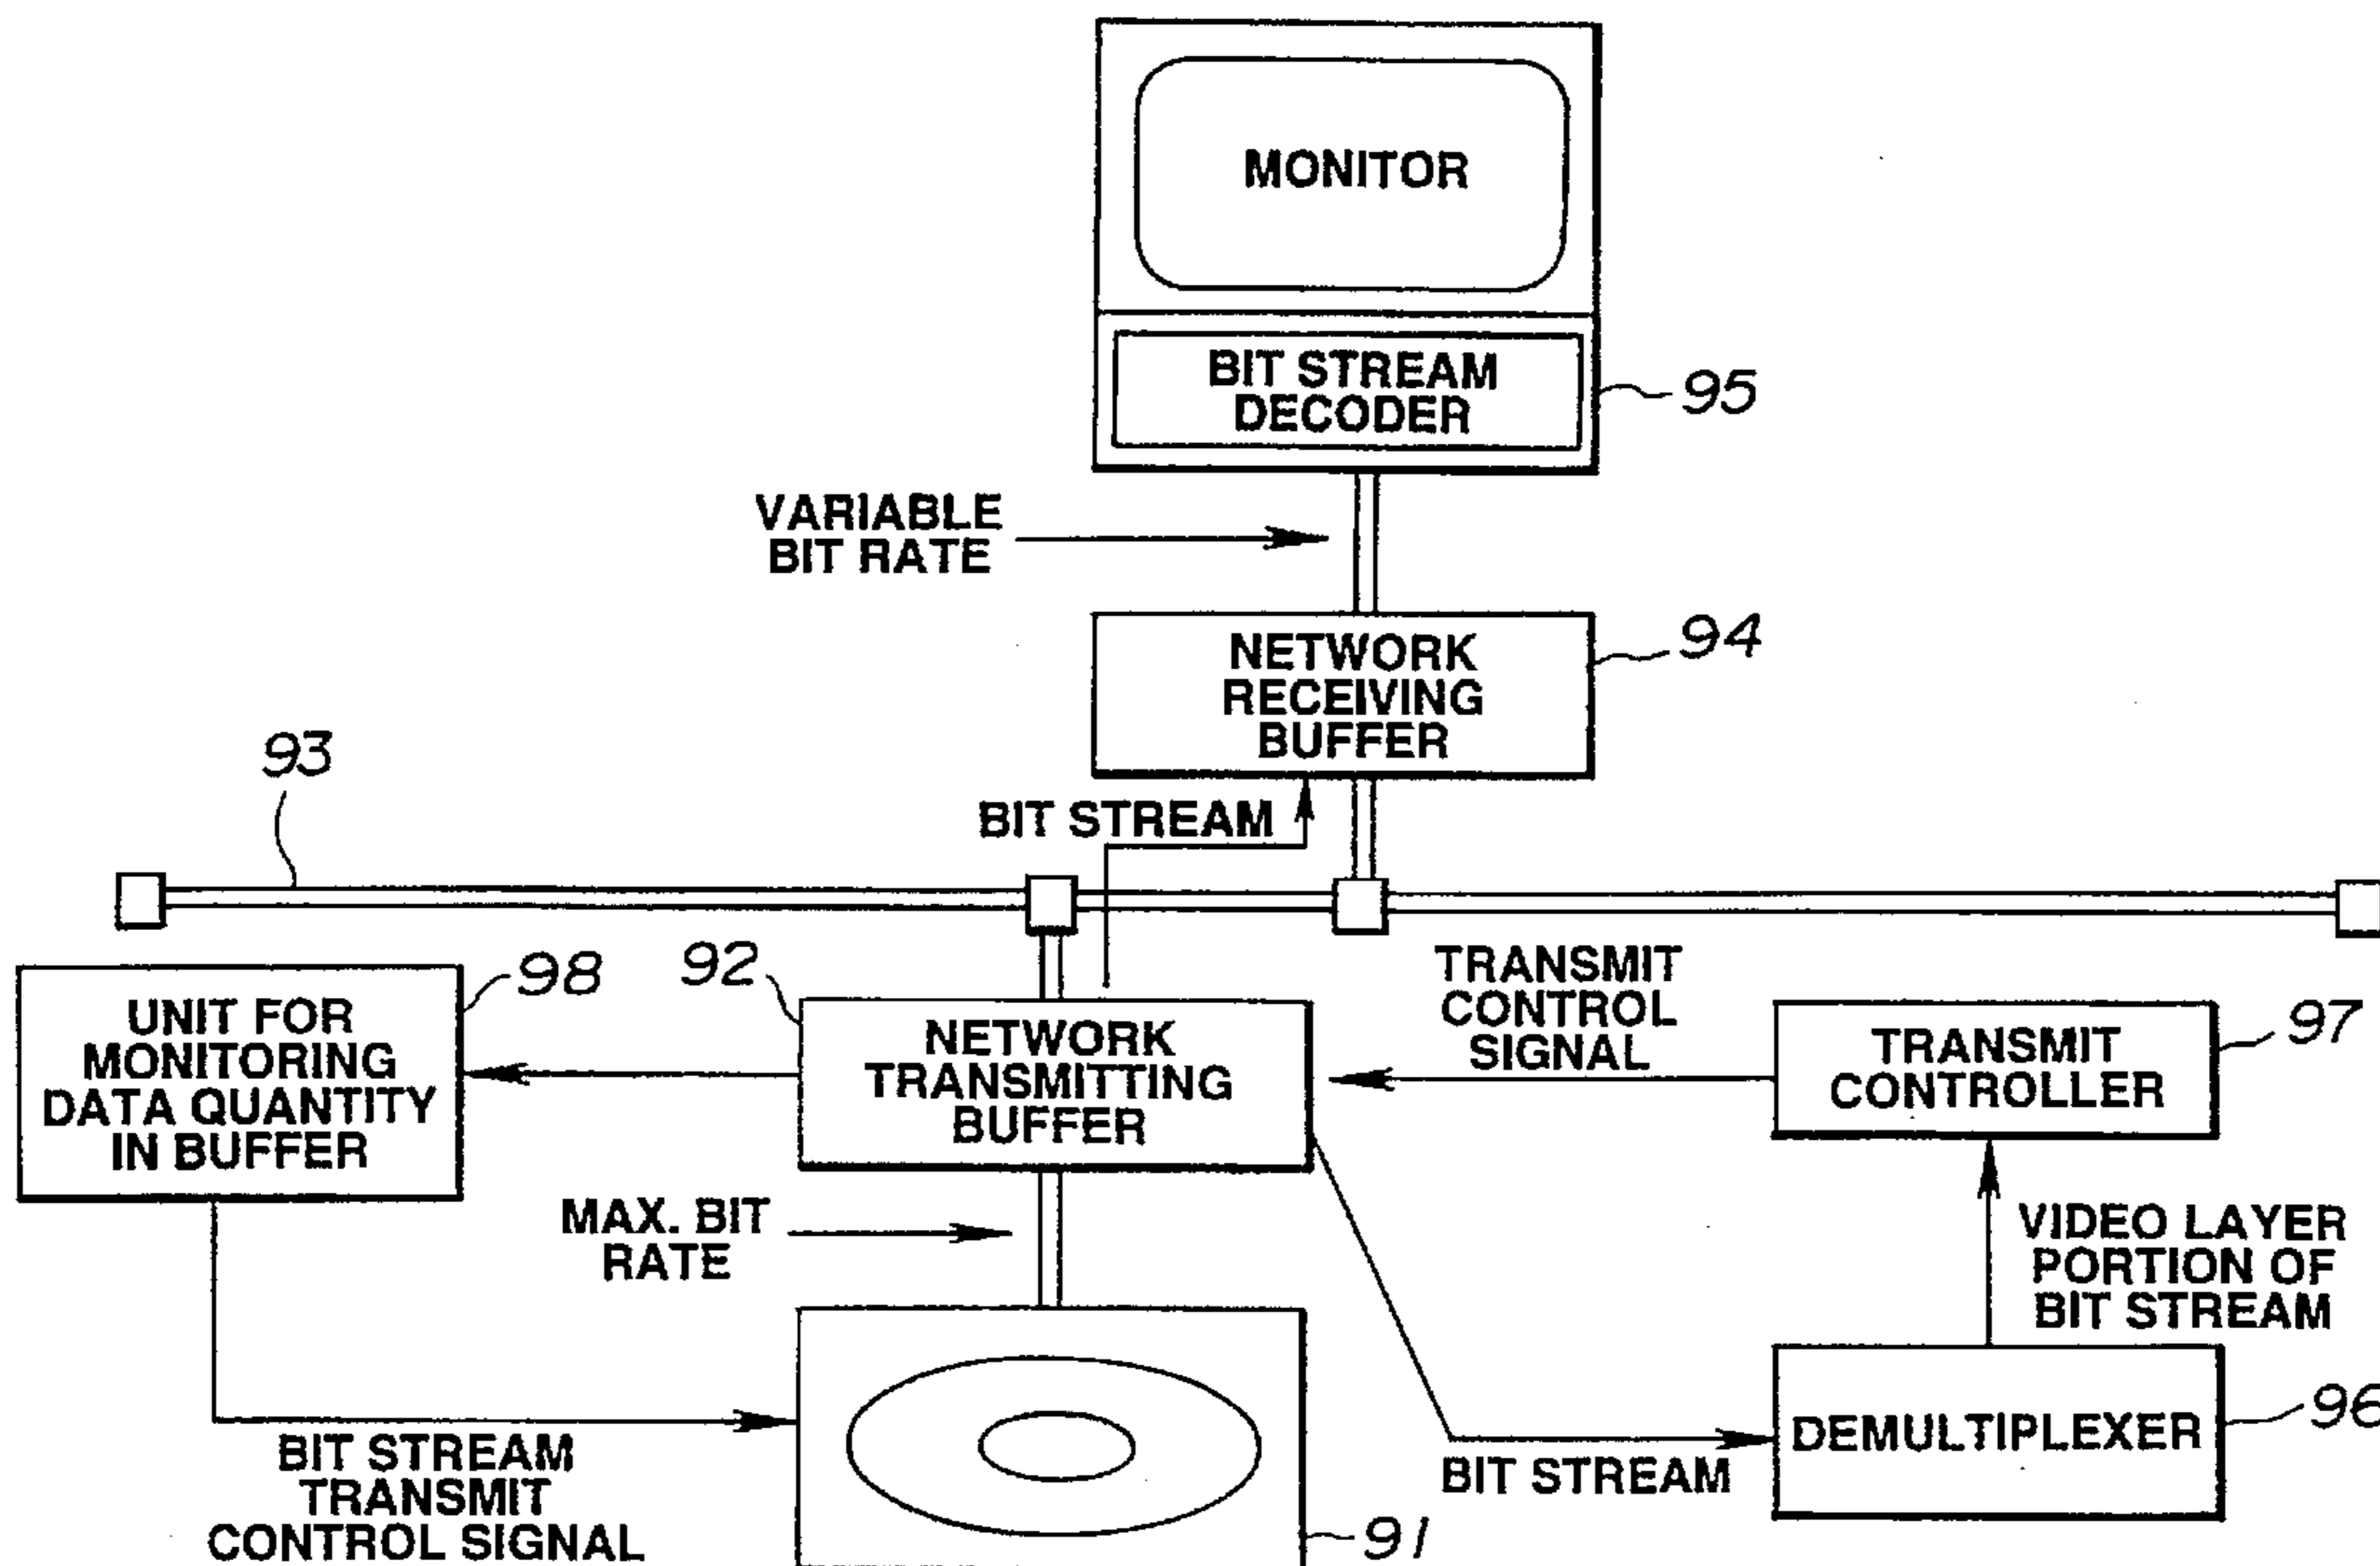 MONITOR
BIT STREAM
DECODER
95
VARIABLE
BIT RATE
NETWORK
RECEIVING
BUFFER
94
93
BIT STREAM
UNIT FOR
MONITORING
DATA QUANTITY
IN BUFFER
98
92
NETWORK
TRANSMITTING
BUFFER
TRANSMIT
CONTROL
SIGNAL
TRANSMIT
CONTROLLER
97
MAX. BIT
RATE
VIDEO LAYER
PORTION OF
BIT STREAM
DEMULTIPLEXER
96
BIT STREAM
BIT STREAM
TRANSMIT
CONTROL SIGNAL
91